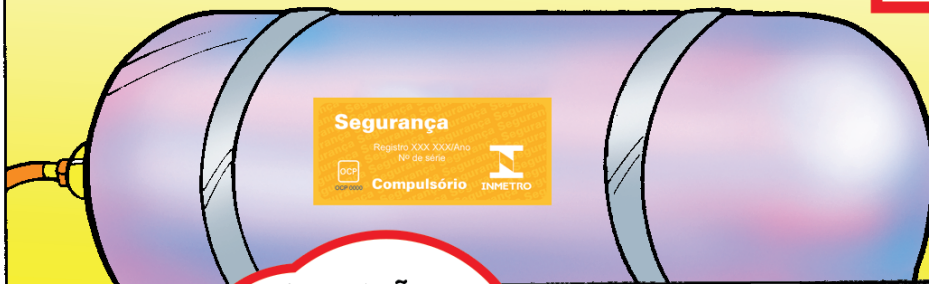 Segurança
Registro XXX XXX/Ano
Nº de série
OCP
OCP 0000
Compulsório
INMETRO